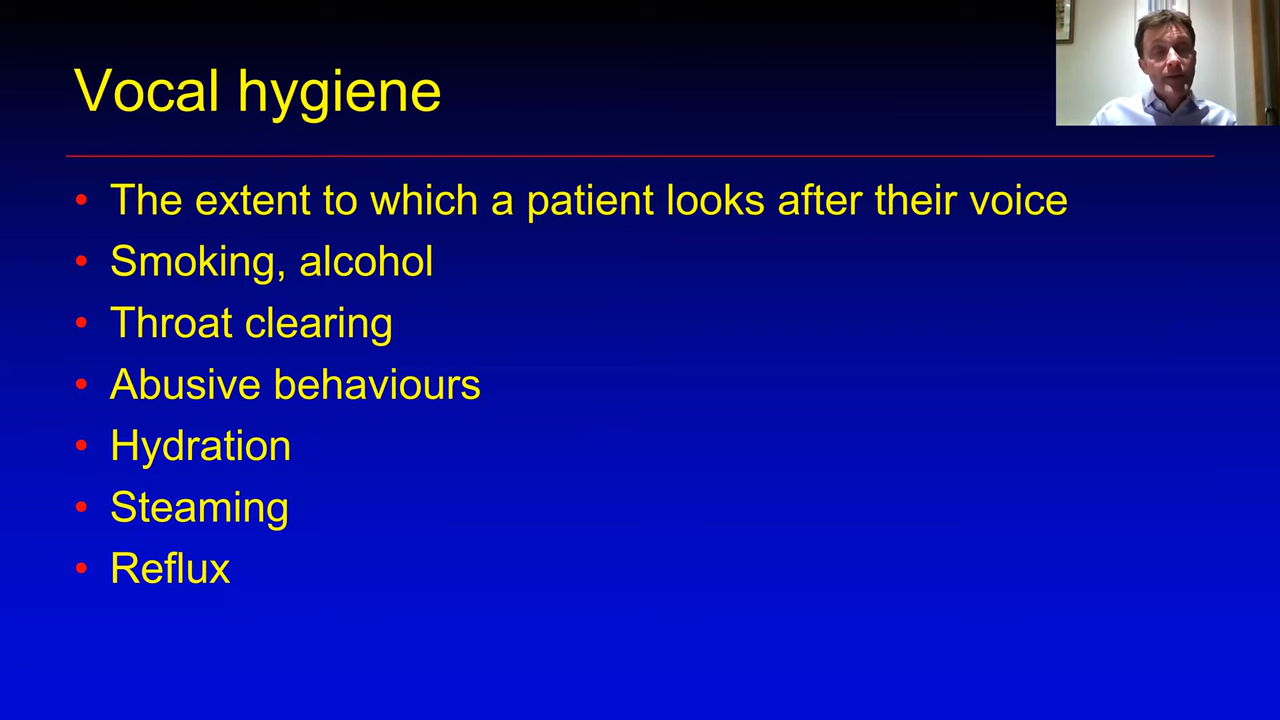 Vocal hygiene
• The extent to which a patient looks after their voice
• Smoking, alcohol
• Throat clearing
• Abusive behaviours
• Hydration
• Steaming
• Reflux